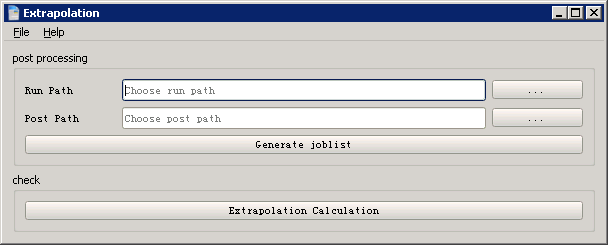 Extrapolation
File Help
post processing
Run Path Choose run path ...
Post Path Choose post path ...
Generate joblist
check
Extrapolation Calculation